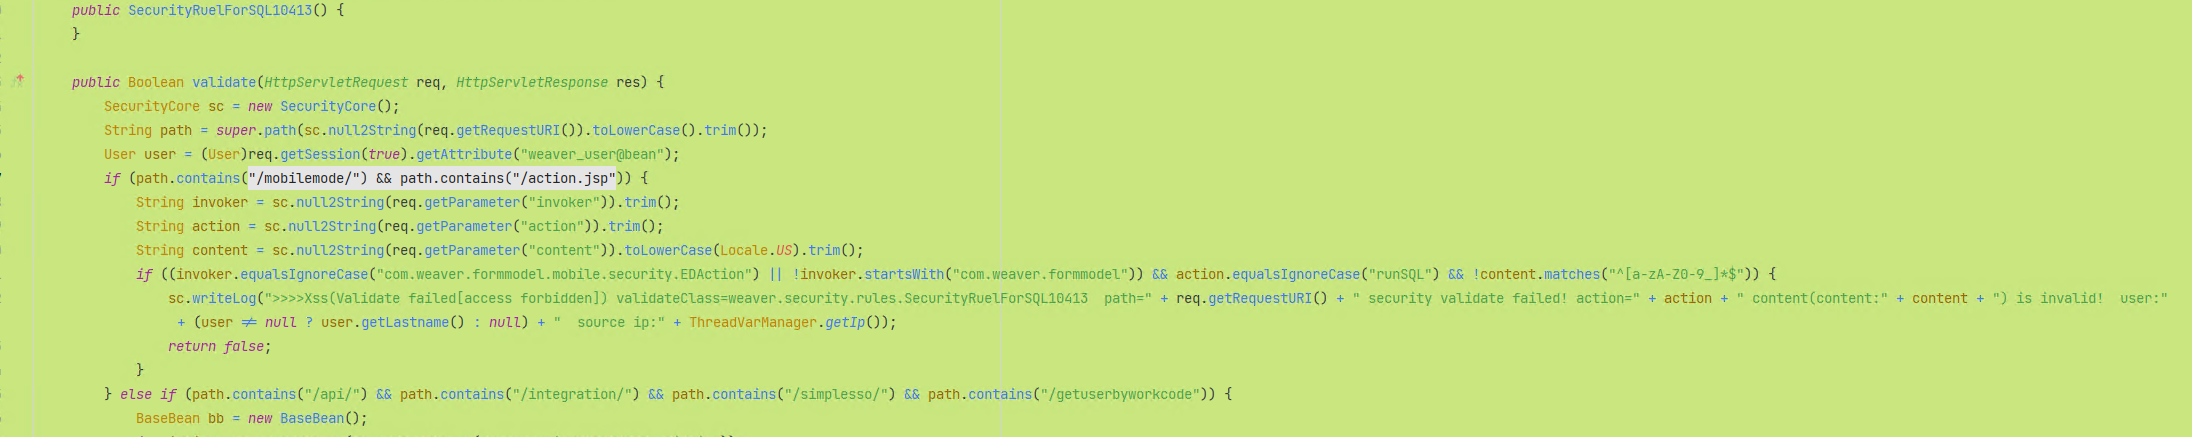 public SecurityRuelForSQL10413() {
}
public Boolean validate(HttpServletRequest req, HttpServletResponse res) {
SecurityCore sc = new SecurityCore();
String path = super.path(sc.null2String(req.getRequestURI()).toLowerCase().trim());
User user = (User)req.getSession(true).getAttribute("weaver_user@bean");
if (path.contains("/mobilemode/") && path.contains("/action.jsp")) {
String invoker = sc.null2String(req.getParameter("invoker")).trim();
String action = sc.null2String(req.getParameter("action")).trim();
String content = sc.null2String(req.getParameter("content")).toLowerCase(Locale.US).trim();
if ((invoker.equalsIgnoreCase("com.weaver.formmodel.mobile.security.EDAction") || !invoker.startsWith("com.weaver.formmodel")) && action.equalsIgnoreCase("runSQL") && !content.matches("^[a-zA-Z0-9_]*$")) {
sc.writeLog(">>>>Xss(Validate failed[access forbidden]) validateClass=weaver.security.rules.SecurityRuelForSQL10413  path=" + req.getRequestURI() + " security validate failed! action=" + action + " content(content:" + content + ") is invalid!  user:"
+ (user ≠ null ? user.getLastname() : null) + "  source ip:" + ThreadVarManager.getIp());
return false;
}
} else if (path.contains("/api/") && path.contains("/integration/") && path.contains("/simplesso/") && path.contains("/getuserbyworkcode")) {
BaseBean bb = new BaseBean();